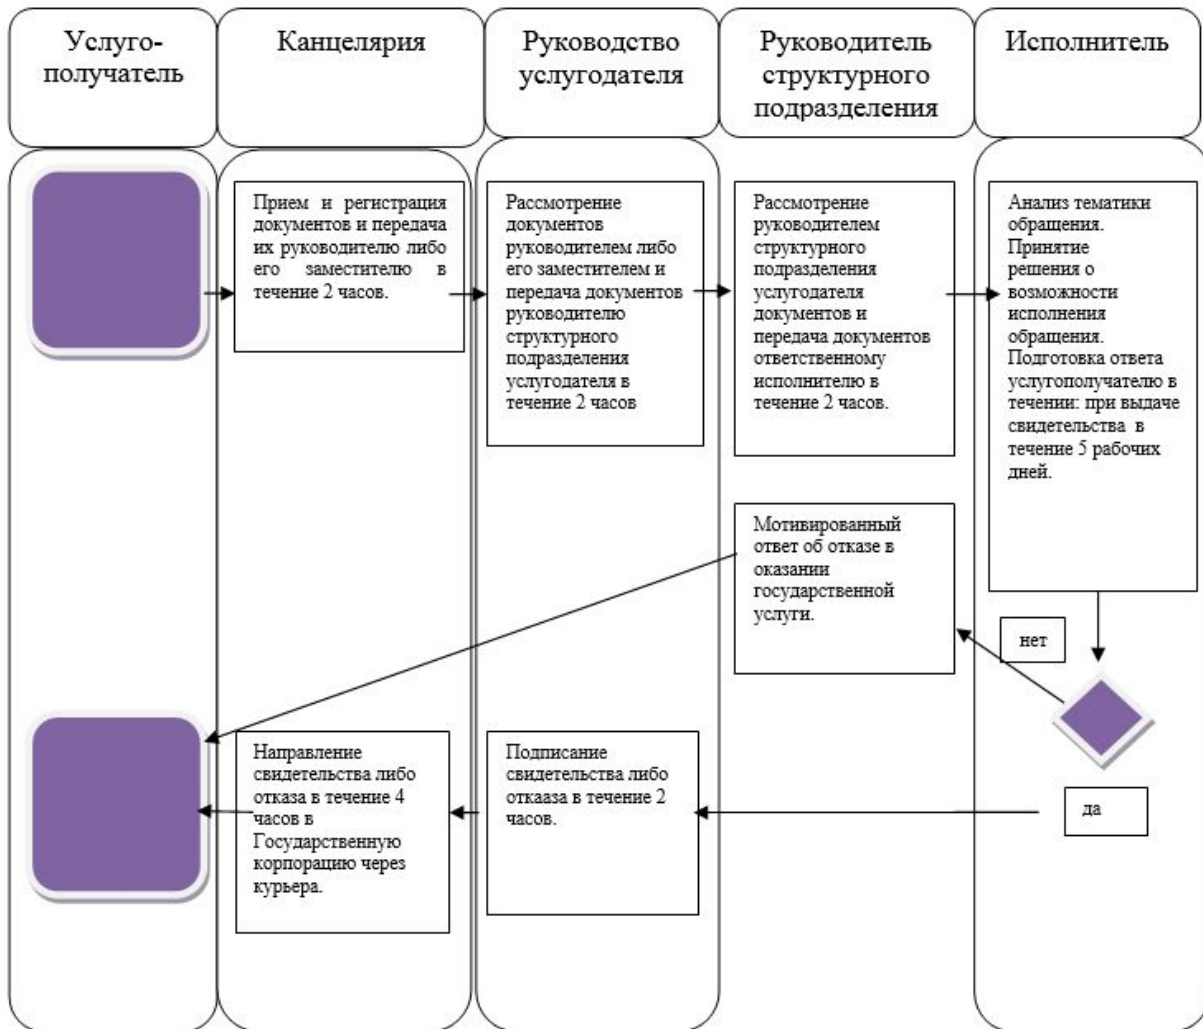 Услуго-
получатель
Канцелярия
Руководство
услугодателя
Руководитель
структурного
подразделения
Исполнитель
Прием и регистрация
документов и передача
их руководителю либо
его заместителю в
течение 2 часов.
Рассмотрение
документов
руководителем либо
его заместителем и
передача документов
руководителю
структурного
подразделения
услугодателя в
течение 2 часов
Рассмотрение
руководителем
структурного
подразделения
услугодателя
документов и
передача документов
ответственному
исполнителю в
течение 2 часов.
Анализ тематики
обращения.
Принятие
решения о
возможности
исполнения
обращения.
Подготовка ответа
услугополучателю в
течении: при выдаче
свидетельства в
течение 5 рабочих
дней.
Мотивированный
ответ об отказе в
оказании
государственной
услуги.
нет
Направление
свидетельства либо
отказа в течение 4
часов в
Государственную
корпорацию через
курьера.
Подписание
свидетельства либо
откааза в течение 2
часов.
да